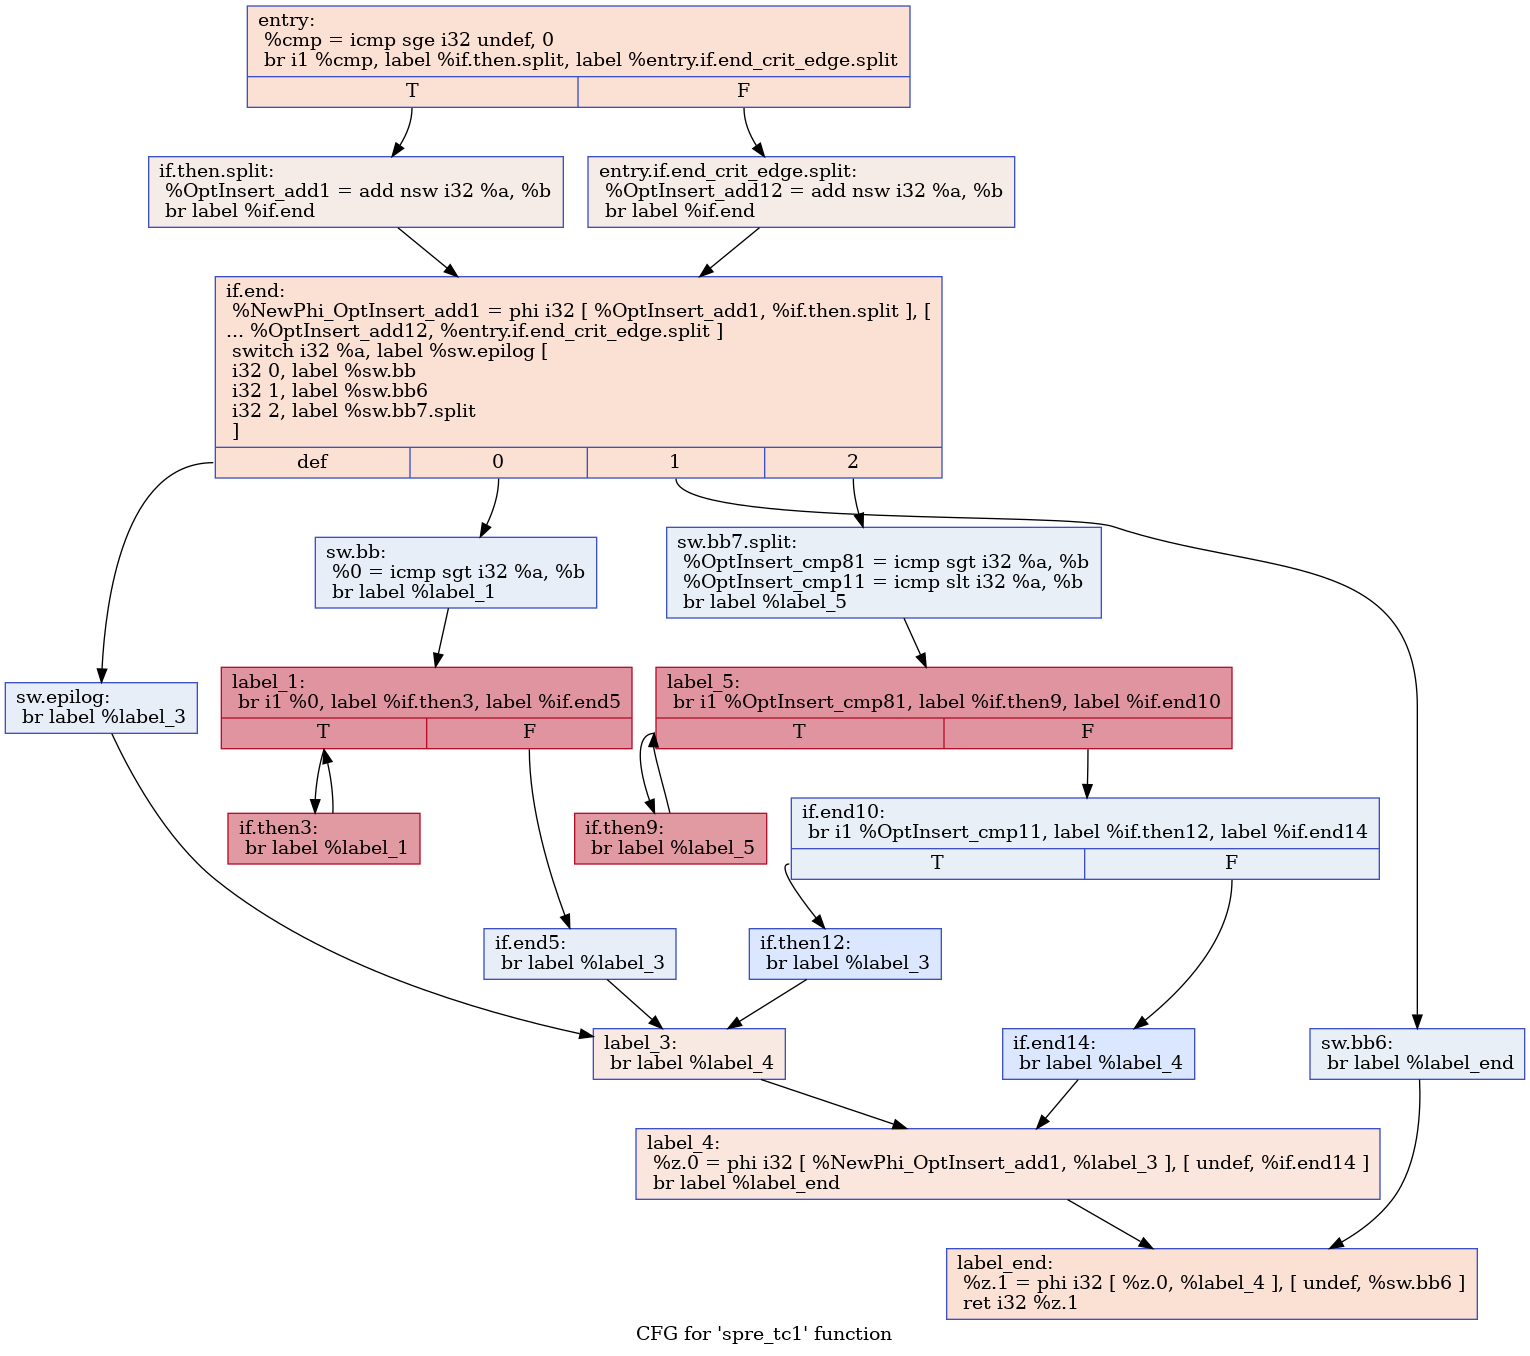 entry:
%cmp = icmp sge i32 undef, 0
br i1 %cmp, label %if.then.split, label %entry.if.end_crit_edge.split
T
F
if.then.split:
%OptInsert_add1 = add nsw i32 %a, %b
br label %if.end
entry.if.end_crit_edge.split:
%OptInsert_add12 = add nsw i32 %a, %b
br label %if.end
if.end:
%NewPhi_OptInsert_add1 = phi i32 [ %OptInsert_add1, %if.then.split ], [
... %OptInsert_add12, %entry.if.end_crit_edge.split ]
switch i32 %a, label %sw.epilog [
i32 0, label %sw.bb
i32 1, label %sw.bb6
i32 2, label %sw.bb7.split
]
def
0
1
2
sw.bb:
%0 = icmp sgt i32 %a, %b
br label %label_1
sw.bb7.split:
%OptInsert_cmp81 = icmp sgt i32 %a, %b
%OptInsert_cmp11 = icmp slt i32 %a, %b
br label %label_5
sw.epilog:
br label %label_3
label_1:
br i1 %0, label %if.then3, label %if.end5
T
F
label_5:
br i1 %OptInsert_cmp81, label %if.then9, label %if.end10
T
F
if.then3:
br label %label_1
if.then9:
br label %label_5
if.end10:
br i1 %OptInsert_cmp11, label %if.then12, label %if.end14
T
F
if.end5:
br label %label_3
if.then12:
br label %label_3
label_3:
br label %label_4
if.end14:
br label %label_4
sw.bb6:
br label %label_end
label_4:
%z.0 = phi i32 [ %NewPhi_OptInsert_add1, %label_3 ], [ undef, %if.end14 ]
br label %label_end
label_end:
%z.1 = phi i32 [ %z.0, %label_4 ], [ undef, %sw.bb6 ]
ret i32 %z.1
CFG for 'spre_tc1' function